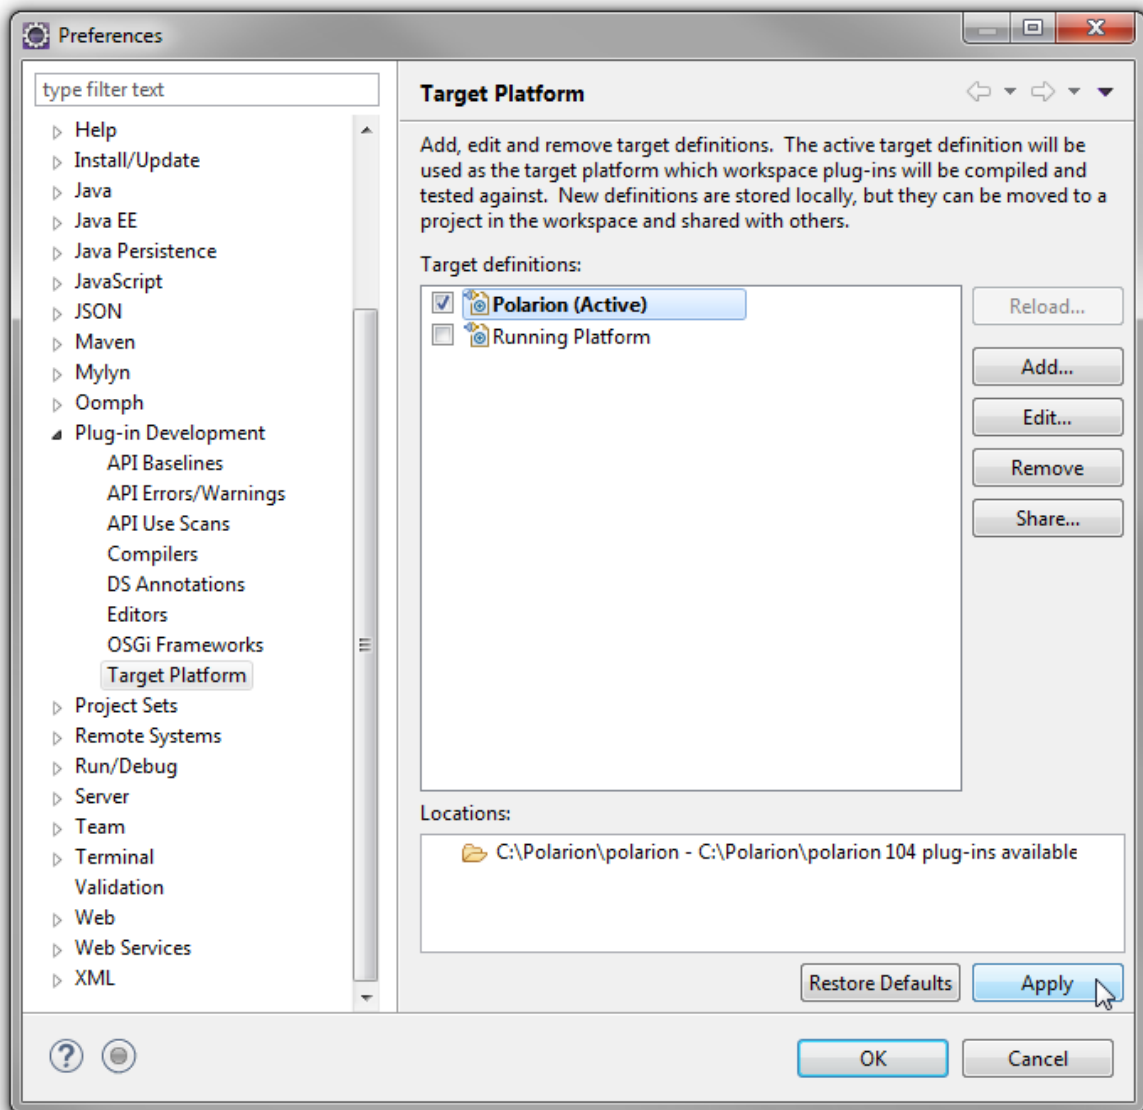 Preferences
type filter text
Help
Install/Update
Java
Java EE
Java Persistence
JavaScript
JSON
Maven
Mylyn
Oomph
Plug-in Development
API Baselines
API Errors/Warnings
API Use Scans
Compilers
DS Annotations
Editors
OSGi Frameworks
Target Platform
Project Sets
Remote Systems
Run/Debug
Server
Team
Terminal
Validation
Web
Web Services
XML
Target Platform
Add, edit and remove target definitions. The active target definition will be
used as the target platform which workspace plug-ins will be compiled and
tested against. New definitions are stored locally, but they can be moved to a
project in the workspace and shared with others.
Target definitions:
Polarion (Active)
Running Platform
Reload...
Add...
Edit...
Remove
Share...
Locations:
C:\Polarion\polarion - C:\Polarion\polarion 104 plug-ins available
Restore Defaults
Apply
OK
Cancel